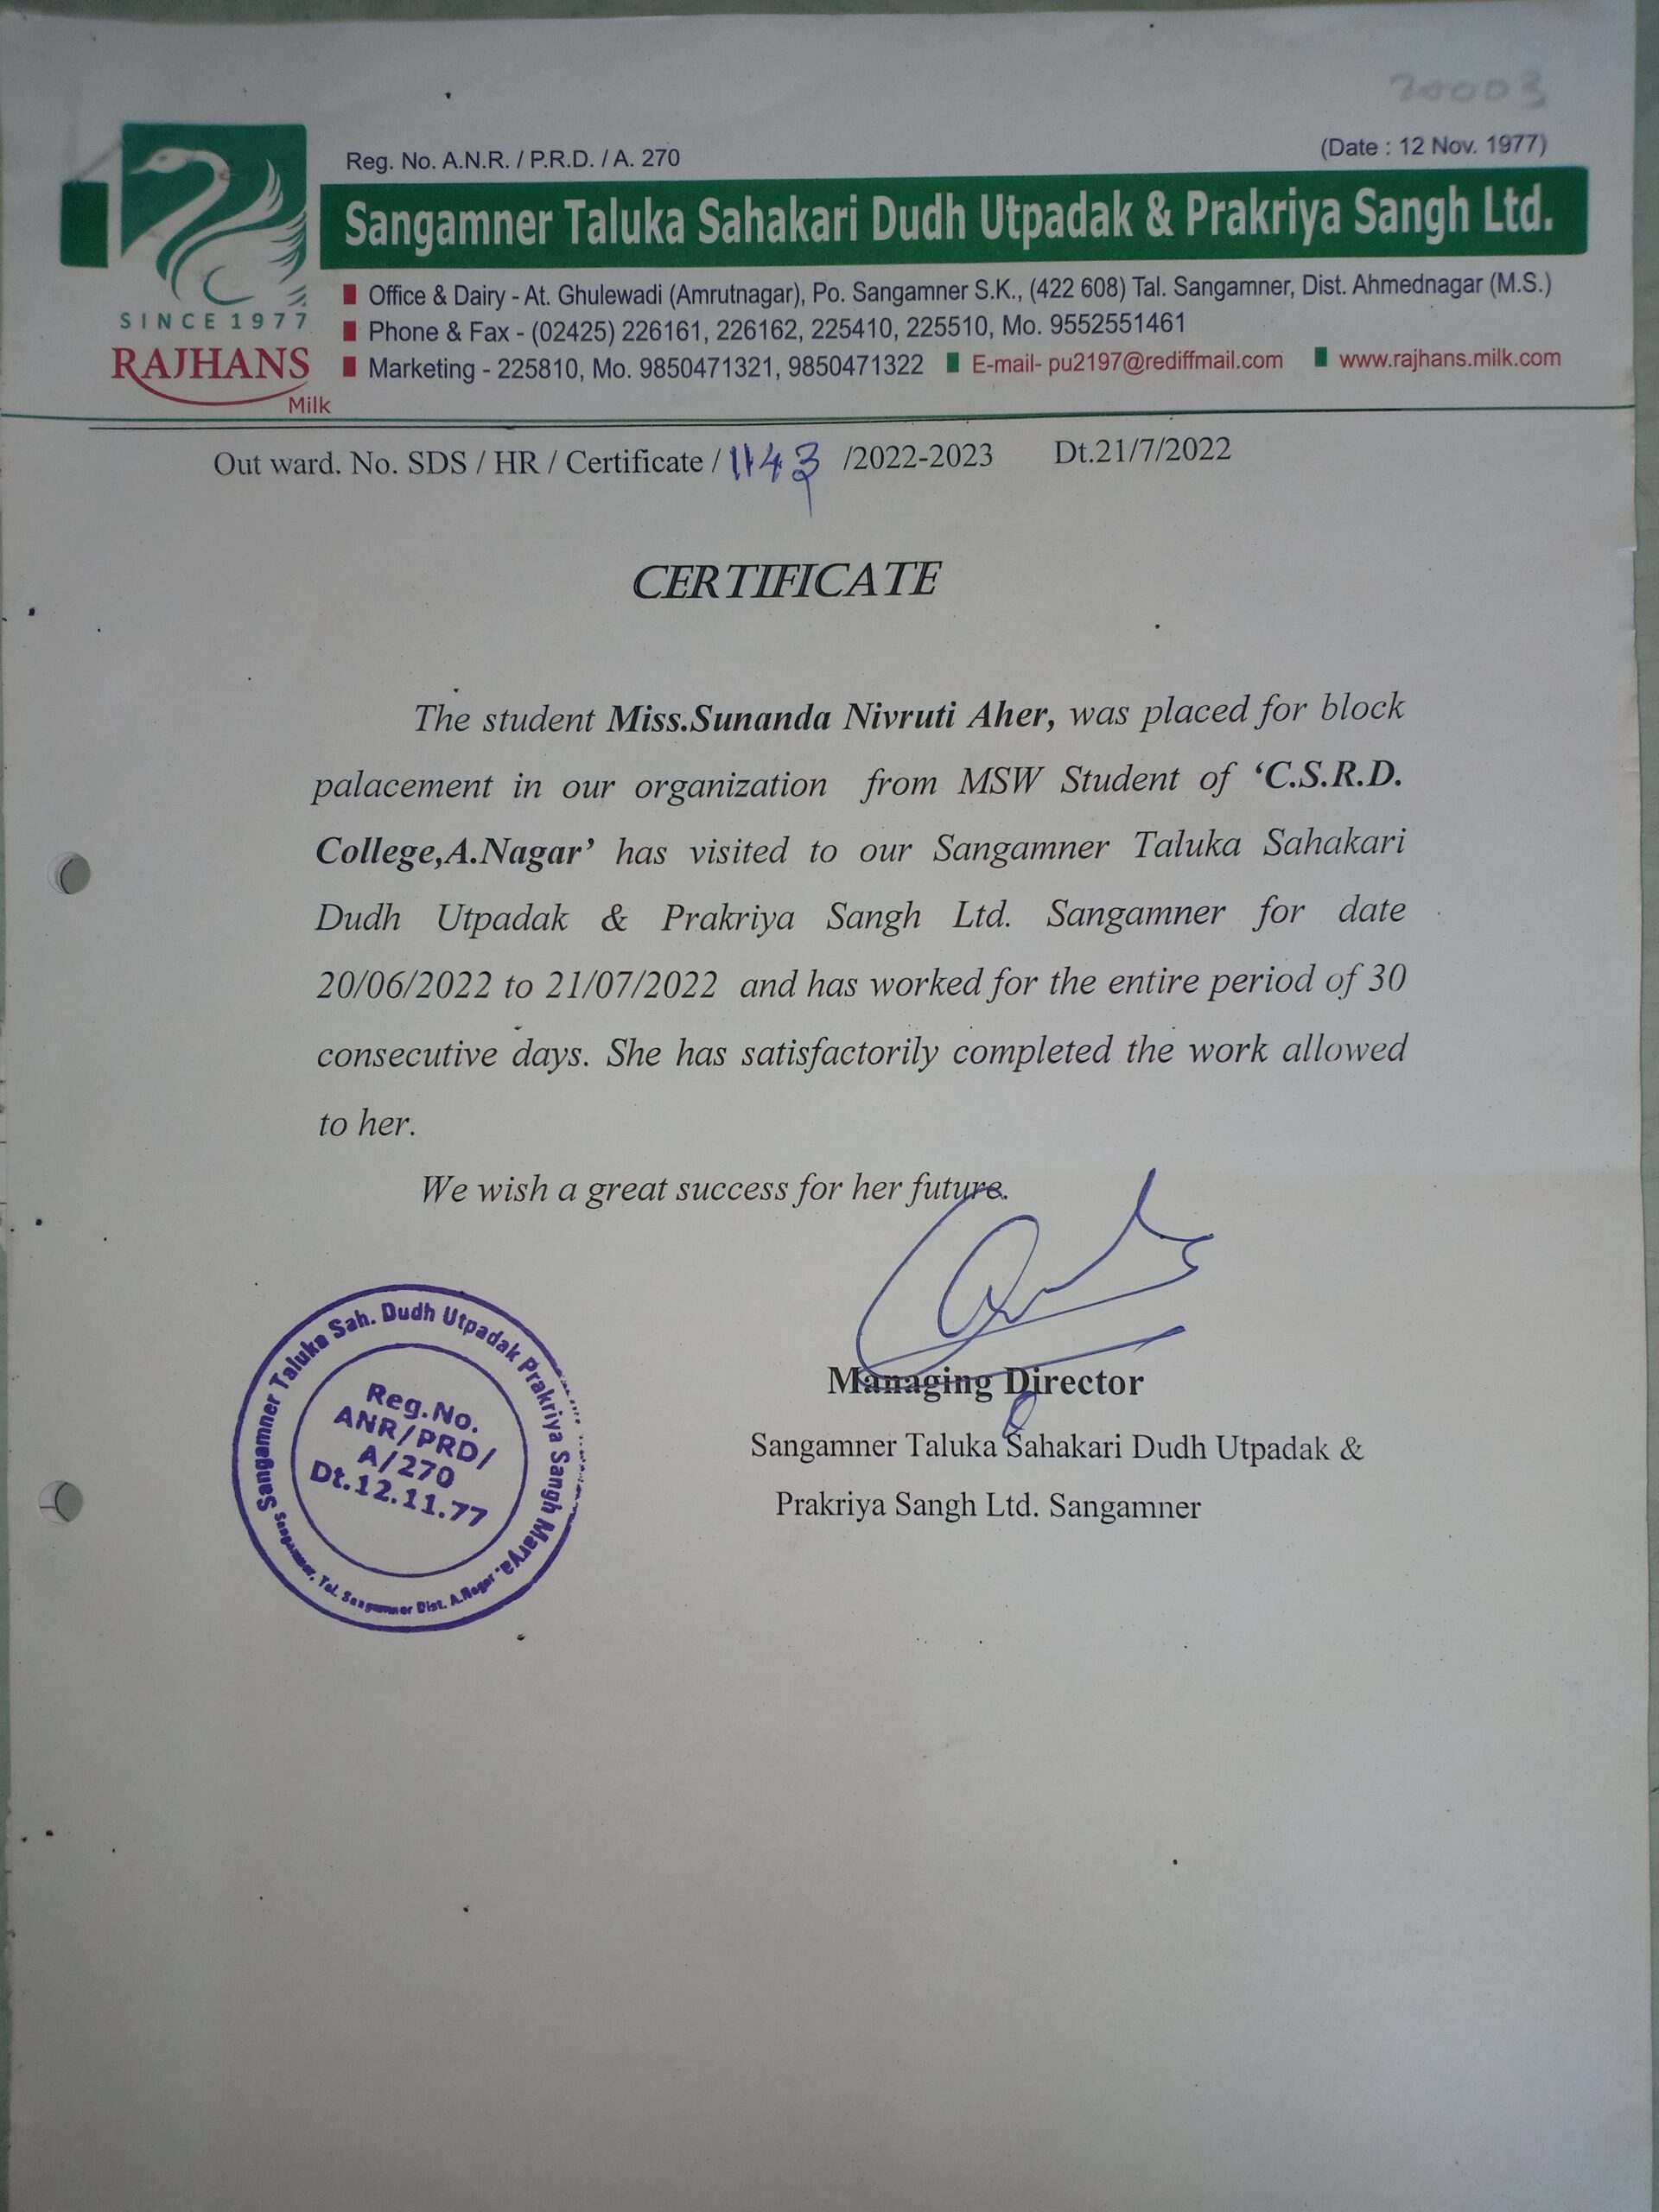 20003
Reg. No. A.N.R. / P.R.D. / A. 270
(Date : 12 Nov. 1977)
Sangamner Taluka Sahakari Dudh Utpadak & Prakriya Sangh Ltd.
Office & Dairy - At. Ghulewadi (Amrutnagar), Po. Sangamner S.K., (422 608) Tal. Sangamner, Dist. Ahmednagar (M.S.)
SINCE 1977
Phone & Fax - (02425) 226161, 226162, 225410, 225510, Mo. 9552551461
RAJHANS
Milk
Marketing - 225810, Mo. 9850471321, 9850471322 E-mail- pu2197@rediffmail.com www.rajhans.milk.com
Out ward. No. SDS / HR / Certificate / 1143 /2022-2023 Dt.21/7/2022
CERTIFICATE
The student Miss.Sunanda Nivruti Aher, was placed for block
palacement in our organization from MSW Student of ‘C.S.R.D.
College,A.Nagar’ has visited to our Sangamner Taluka Sahakari
Dudh Utpadak & Prakriya Sangh Ltd. Sangamner for date
20/06/2022 to 21/07/2022 and has worked for the entire period of 30
consecutive days. She has satisfactorily completed the work allowed
to her.
We wish a great success for her future.
Managing Director
Sangamner Taluka Sahakari Dudh Utpadak &
Prakriya Sangh Ltd. Sangamner
Sangamner Taluka Sah. Dudh Utpadak Prakriya Sangh Marya.
Sangamner, Tal. Sangamner Dist. A.Nagar
Reg.No.
ANR/PRD/
A/270
Dt.12.11.77